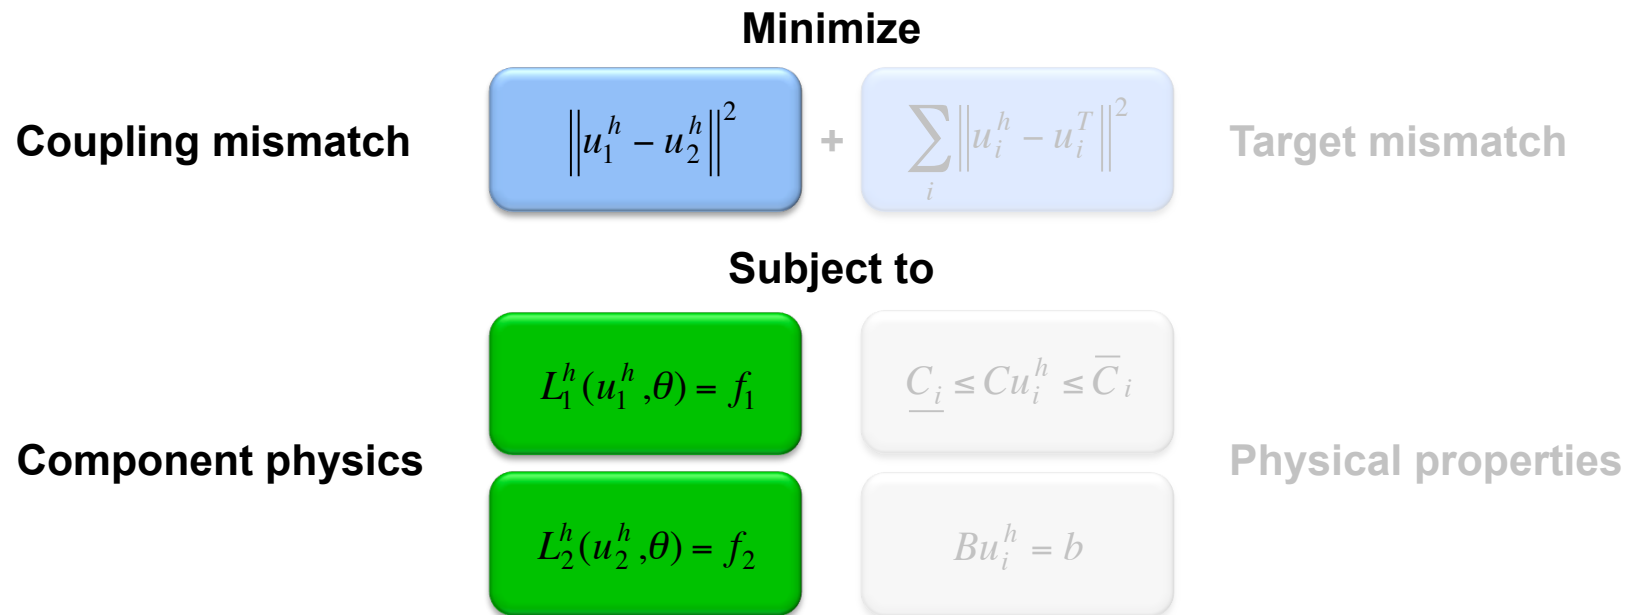 Minimize
Coupling mismatch
‖u₁ʰ − u₂ʰ‖² + ∑ᵢ ‖uᵢʰ − uᵢᵀ‖²
Target mismatch
Subject to
L₁ʰ(u₁ʰ,θ) = f₁
C̲ᵢ ≤ Cuᵢʰ ≤ C̅ᵢ
Component physics
Physical properties
L₂ʰ(u₂ʰ,θ) = f₂
Buᵢʰ = b